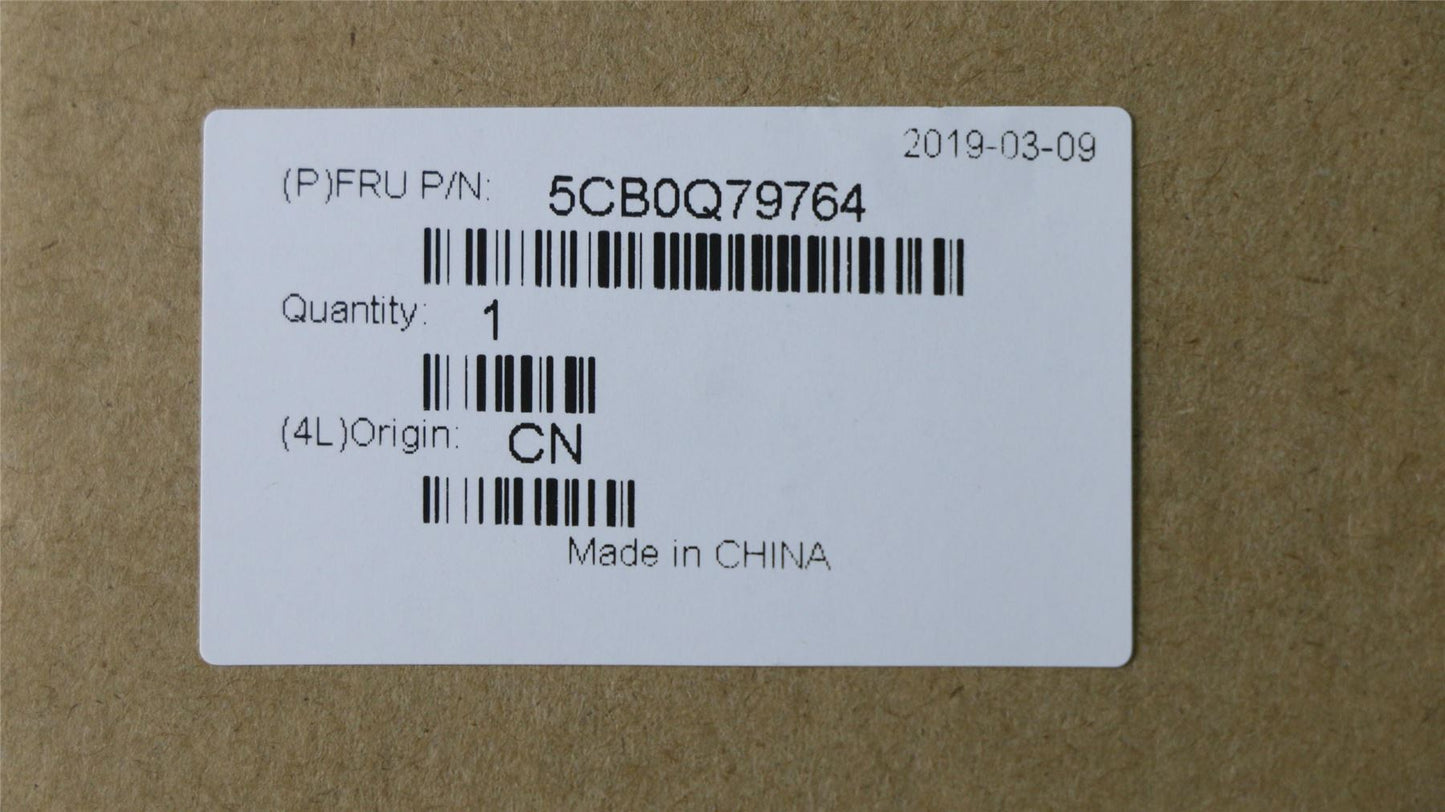 2019-03-09
(P)FRU P/N: 5CB0Q79764
Quantity: 1
(4L)Origin: CN
Made in CHINA